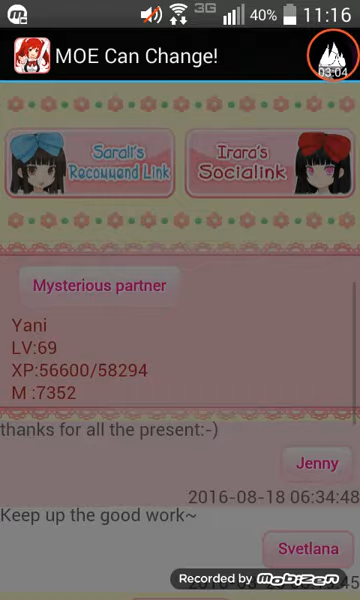 3G 40% 11:16
MOE Can Change!
03:04
Sarali's
Recommend Link
Irara's
Socialink
Mysterious partner
Yani
LV:69
XP:56600/58294
M :7352
thanks for all the present:-)
Jenny
2016-08-18 06:34:48
Keep up the good work~
Svetlana
Recorded by mobizen